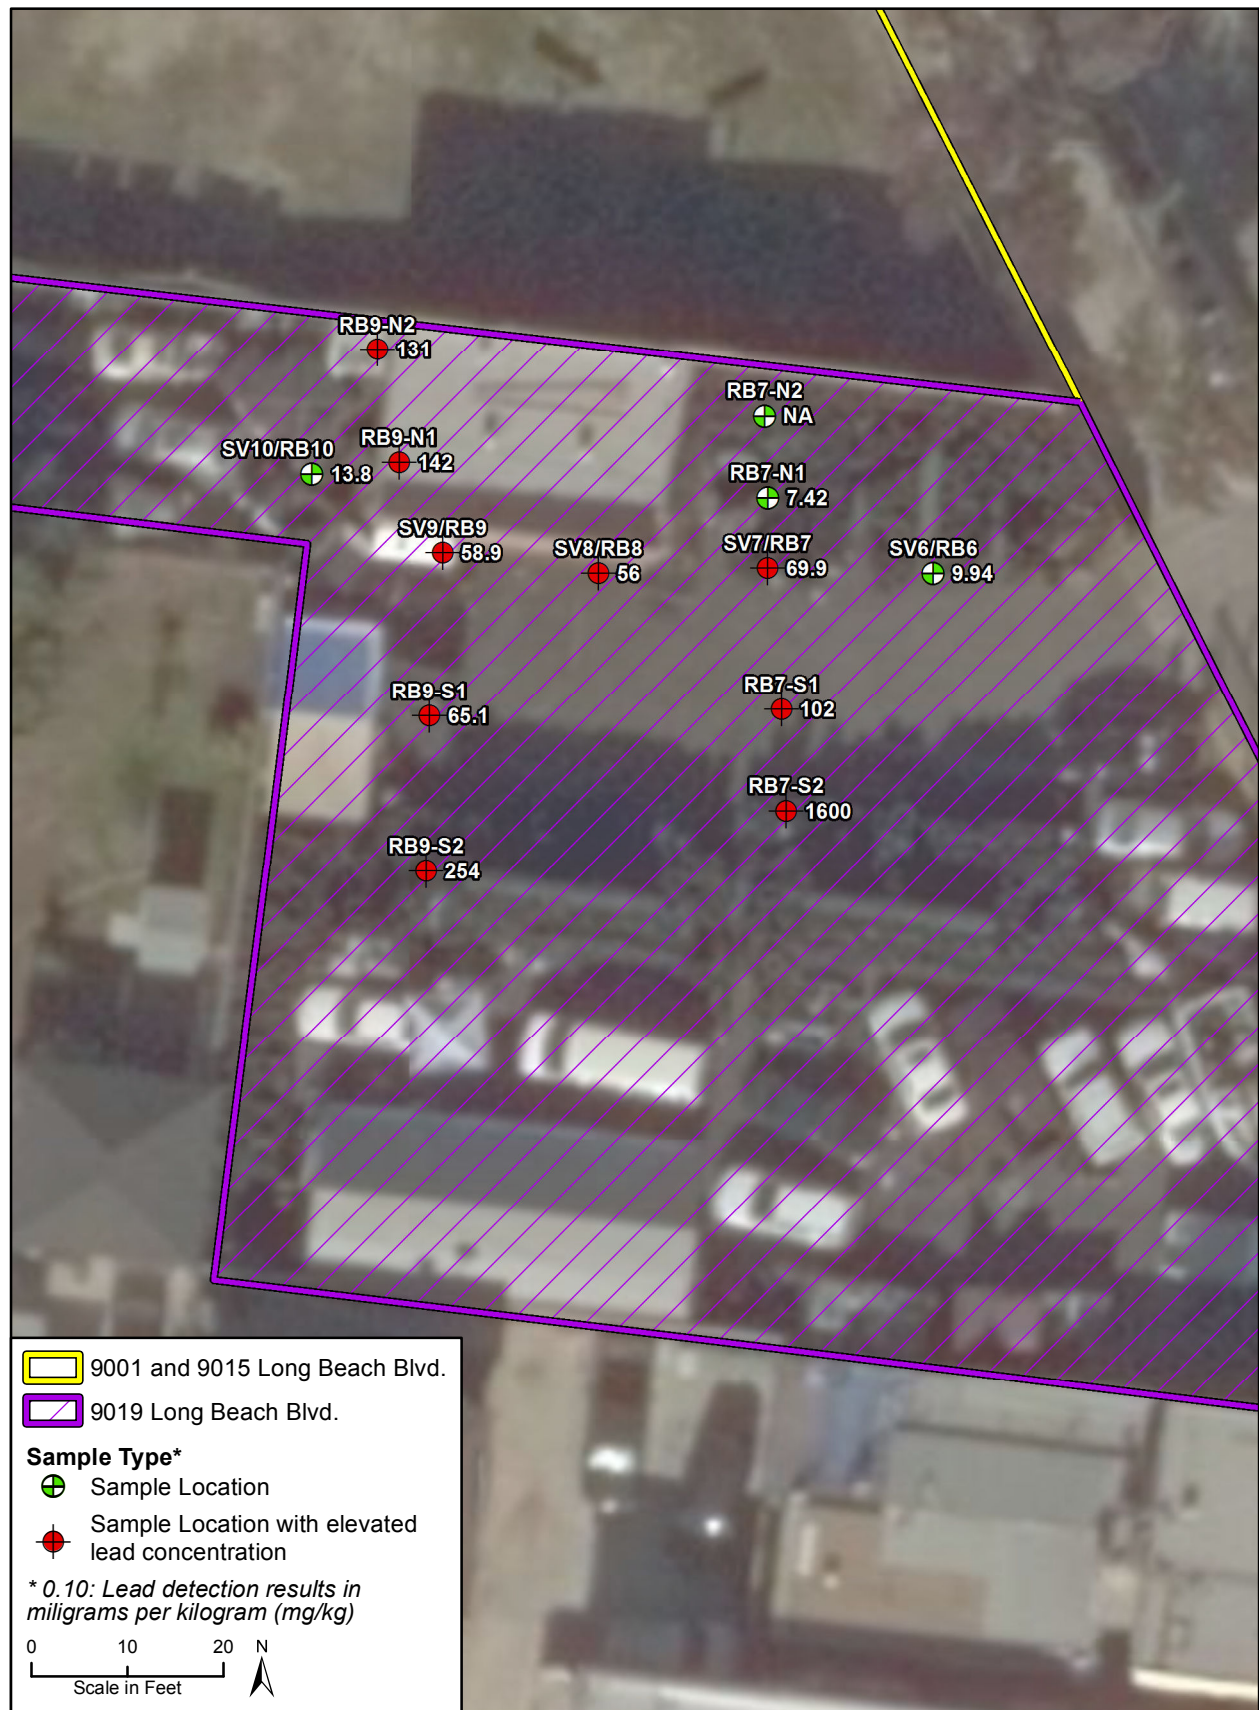 RB9-N2
131
RB7-N2
NA
RB9-N1
142
SV10/RB10
13.8
RB7-N1
7.42
SV9/RB9
58.9
SV8/RB8
56
SV7/RB7
69.9
SV6/RB6
9.94
RB9-S1
65.1
RB7-S1
102
RB7-S2
1600
RB9-S2
254
9001 and 9015 Long Beach Blvd.
9019 Long Beach Blvd.
Sample Type*
Sample Location
Sample Location with elevated
lead concentration
* 0.10: Lead detection results in
miligrams per kilogram (mg/kg)
0 10 20 N
Scale in Feet